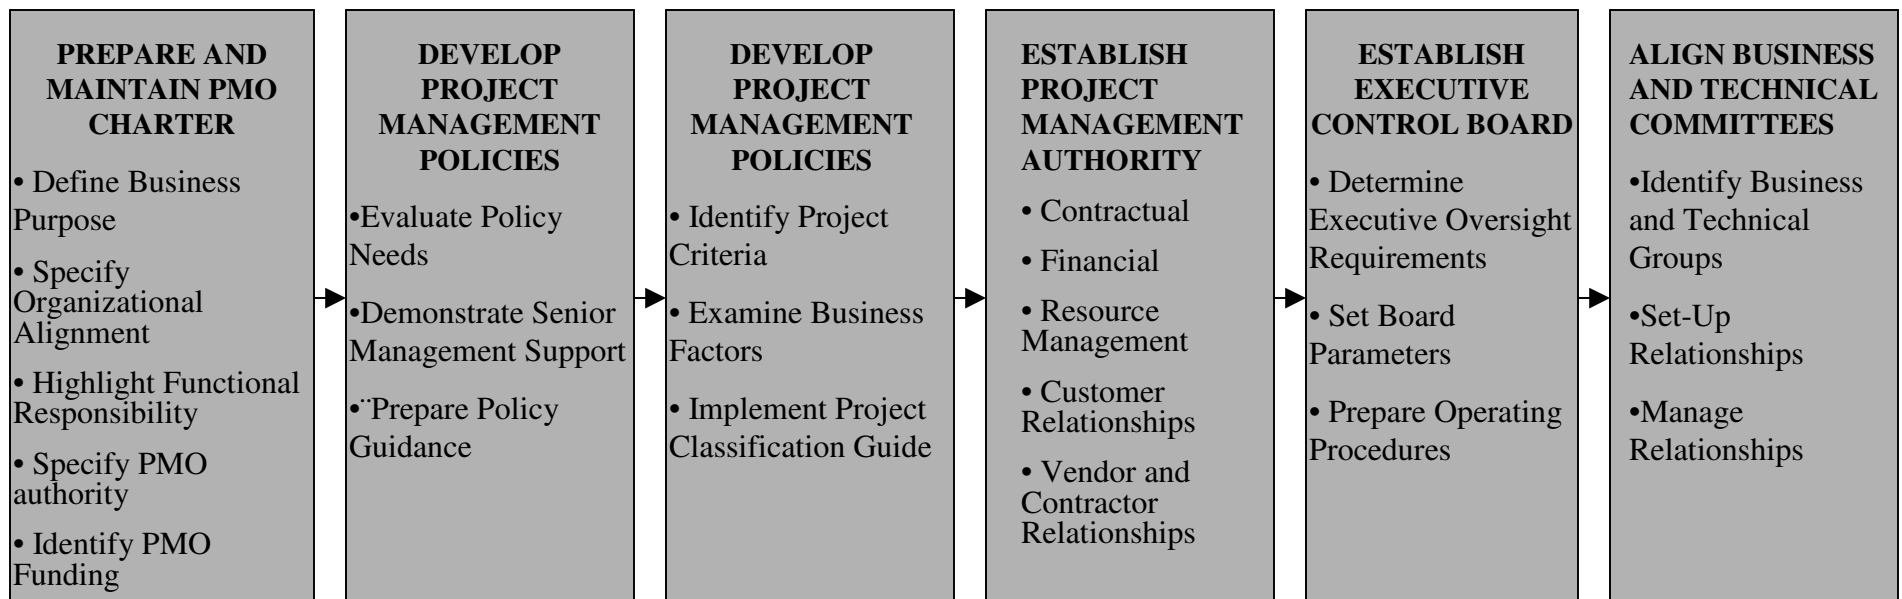 PREPARE AND
MAINTAIN PMO
CHARTER
• Define Business
Purpose
• Specify
Organizational
Alignment
• Highlight Functional
Responsibility
• Specify PMO
authority
• Identify PMO
Funding
DEVELOP
PROJECT
MANAGEMENT
POLICIES
•Evaluate Policy
Needs
•Demonstrate Senior
Management Support
•¨Prepare Policy
Guidance
DEVELOP
PROJECT
MANAGEMENT
POLICIES
• Identify Project
Criteria
• Examine Business
Factors
• Implement Project
Classification Guide
ESTABLISH
PROJECT
MANAGEMENT
AUTHORITY
• Contractual
• Financial
• Resource
Management
• Customer
Relationships
• Vendor and
Contractor
Relationships
ESTABLISH
EXECUTIVE
CONTROL BOARD
• Determine
Executive Oversight
Requirements
• Set Board
Parameters
• Prepare Operating
Procedures
ALIGN BUSINESS
AND TECHNICAL
COMMITTEES
•Identify Business
and Technical
Groups
•Set-Up
Relationships
•Manage
Relationships